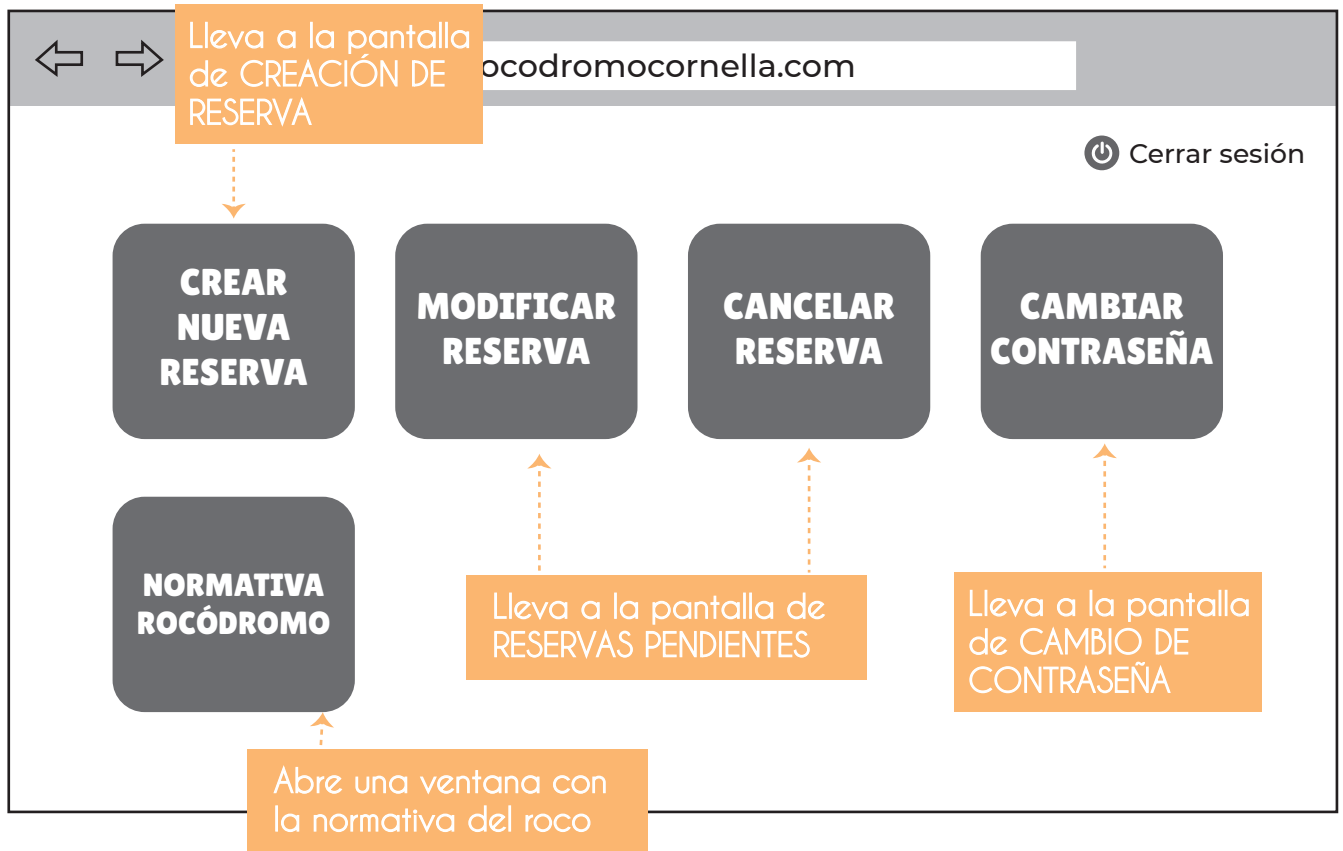 Lleva a la pantalla
de CREACIÓN DE
RESERVA
ocodromocornella.com
Cerrar sesión
CREAR
NUEVA
RESERVA
MODIFICAR
RESERVA
CANCELAR
RESERVA
CAMBIAR
CONTRASEÑA
NORMATIVA
ROCÓDROMO
Lleva a la pantalla de
RESERVAS PENDIENTES
Lleva a la pantalla
de CAMBIO DE
CONTRASEÑA
Abre una ventana con
la normativa del roco